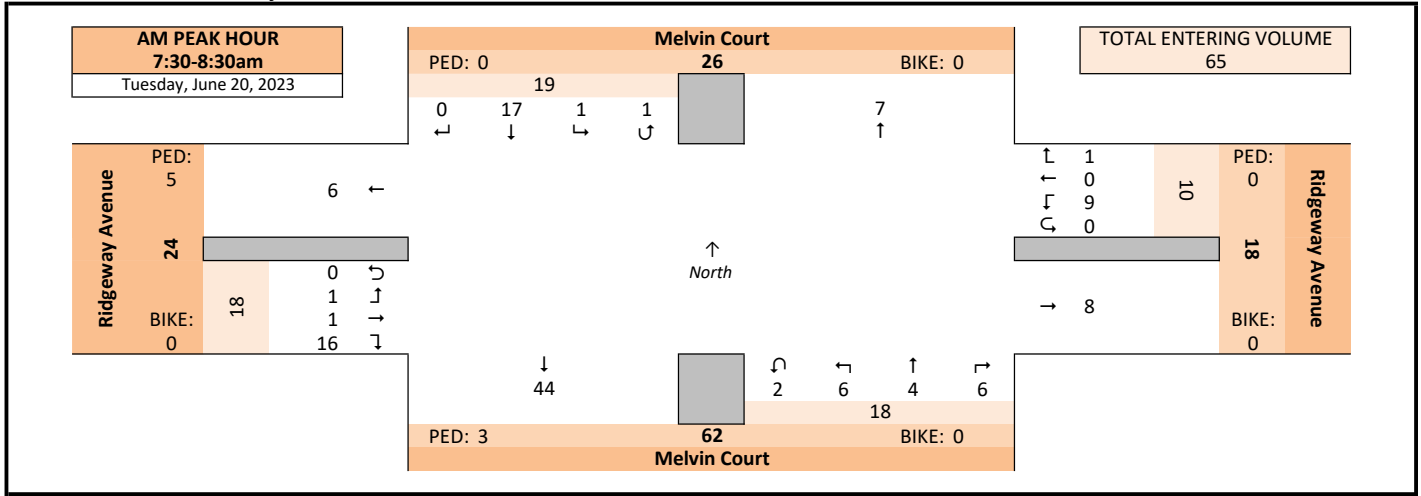 AM PEAK HOUR
7:30-8:30am
Tuesday, June 20, 2023
Melvin Court
PED: 0 26 BIKE: 0
19
TOTAL ENTERING VOLUME
65
0 17 1 1
↵ ↓ ↳ ↺
7
↑
Ridgeway Avenue
PED:
5
24
BIKE:
0
18
6 ←
0 ⮌
1 ↰
1 →
16 ↴
↑
North
↱ 1
← 0
↲ 9
⮎ 0
10
→ 8
PED:
0
18
BIKE:
0
Ridgeway Avenue
↓
44
⮏ ↰ ↑ ↱
2 6 4 6
18
PED: 3 62 BIKE: 0
Melvin Court